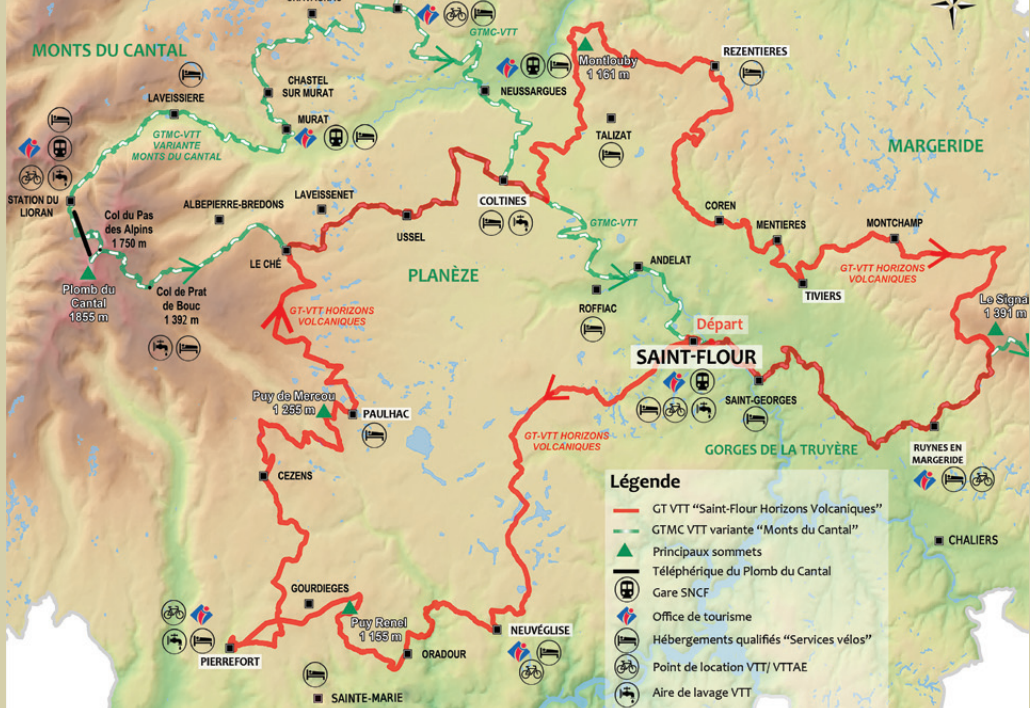 GTMC-VTT
MONTS DU CANTAL
REZENTIERES
Montlouby
1 161 m
LAVEISSIERE
CHASTEL
SUR MURAT
NEUSSARGUES
MURAT
TALIZAT
GTMC-VTT
VARIANTE
MONTS DU CANTAL
MARGERIDE
STATION DU
LIORAN
ALBEPIERRE-BREDONS
LAVEISSENET
COLTINES
Col du Pas
des Alpins
1 750 m
USSEL
GTMC-VTT
COREN
MENTIERES
MONTCHAMP
LE CHÉ
PLANÈZE
ANDELAT
GT-VTT HORIZONS
VOLCANIQUES
Plomb du
Cantal
1855 m
Col de Prat
de Bouc
1 392 m
ROFFIAC
TIVIERS
Le Signa
1 391 m
GT-VTT HORIZONS
VOLCANIQUES
Départ
SAINT-FLOUR
Puy de Mercou
1 255 m
PAULHAC
SAINT-GEORGES
GT-VTT HORIZONS
VOLCANIQUES
GORGES DE LA TRUYÈRE
RUYNES EN
MARGERIDE
CEZENS
Légende
GT VTT “Saint-Flour Horizons Volcaniques”
GTMC VTT variante “Monts du Cantal”
Principaux sommets
Téléphérique du Plomb du Cantal
Gare SNCF
Office de tourisme
Hébergements qualifiés “Services vélos”
Point de location VTT/ VTTAE
Aire de lavage VTT
CHALIERS
GOURDIEGES
Puy Renel
1 155 m
NEUVÉGLISE
ORADOUR
PIERREFORT
SAINTE-MARIE